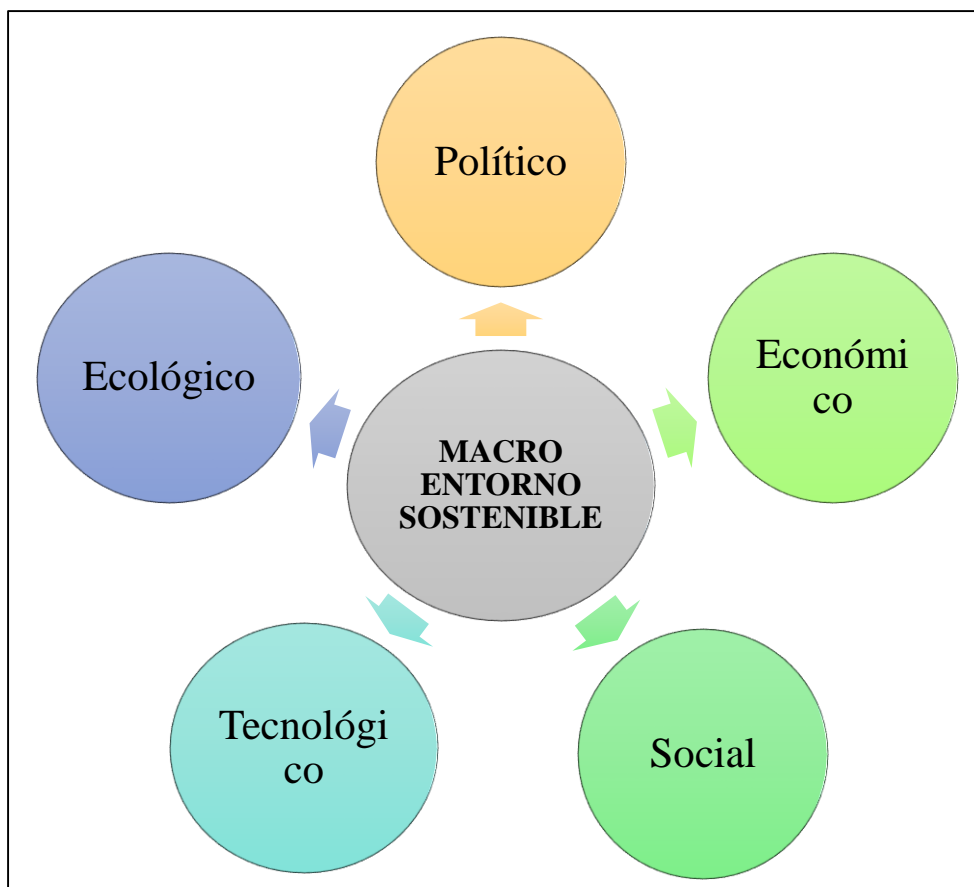 Político
Económi
co
Ecológico
MACRO
ENTORNO
SOSTENIBLE
Tecnológi
co
Social